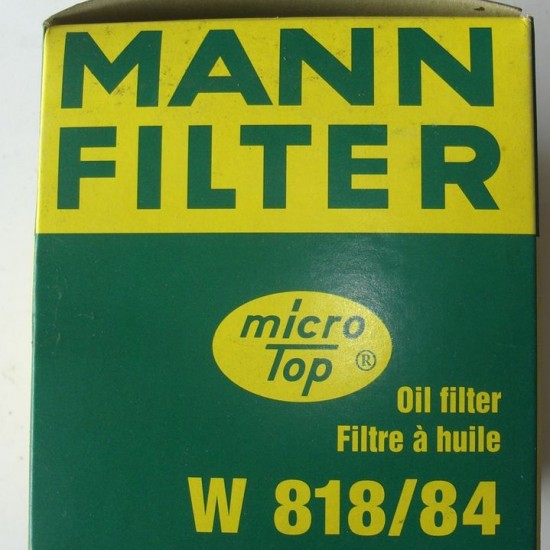 MANN
FILTER
micro
Top ®
Oil filter
Filtre à huile
W 818/84